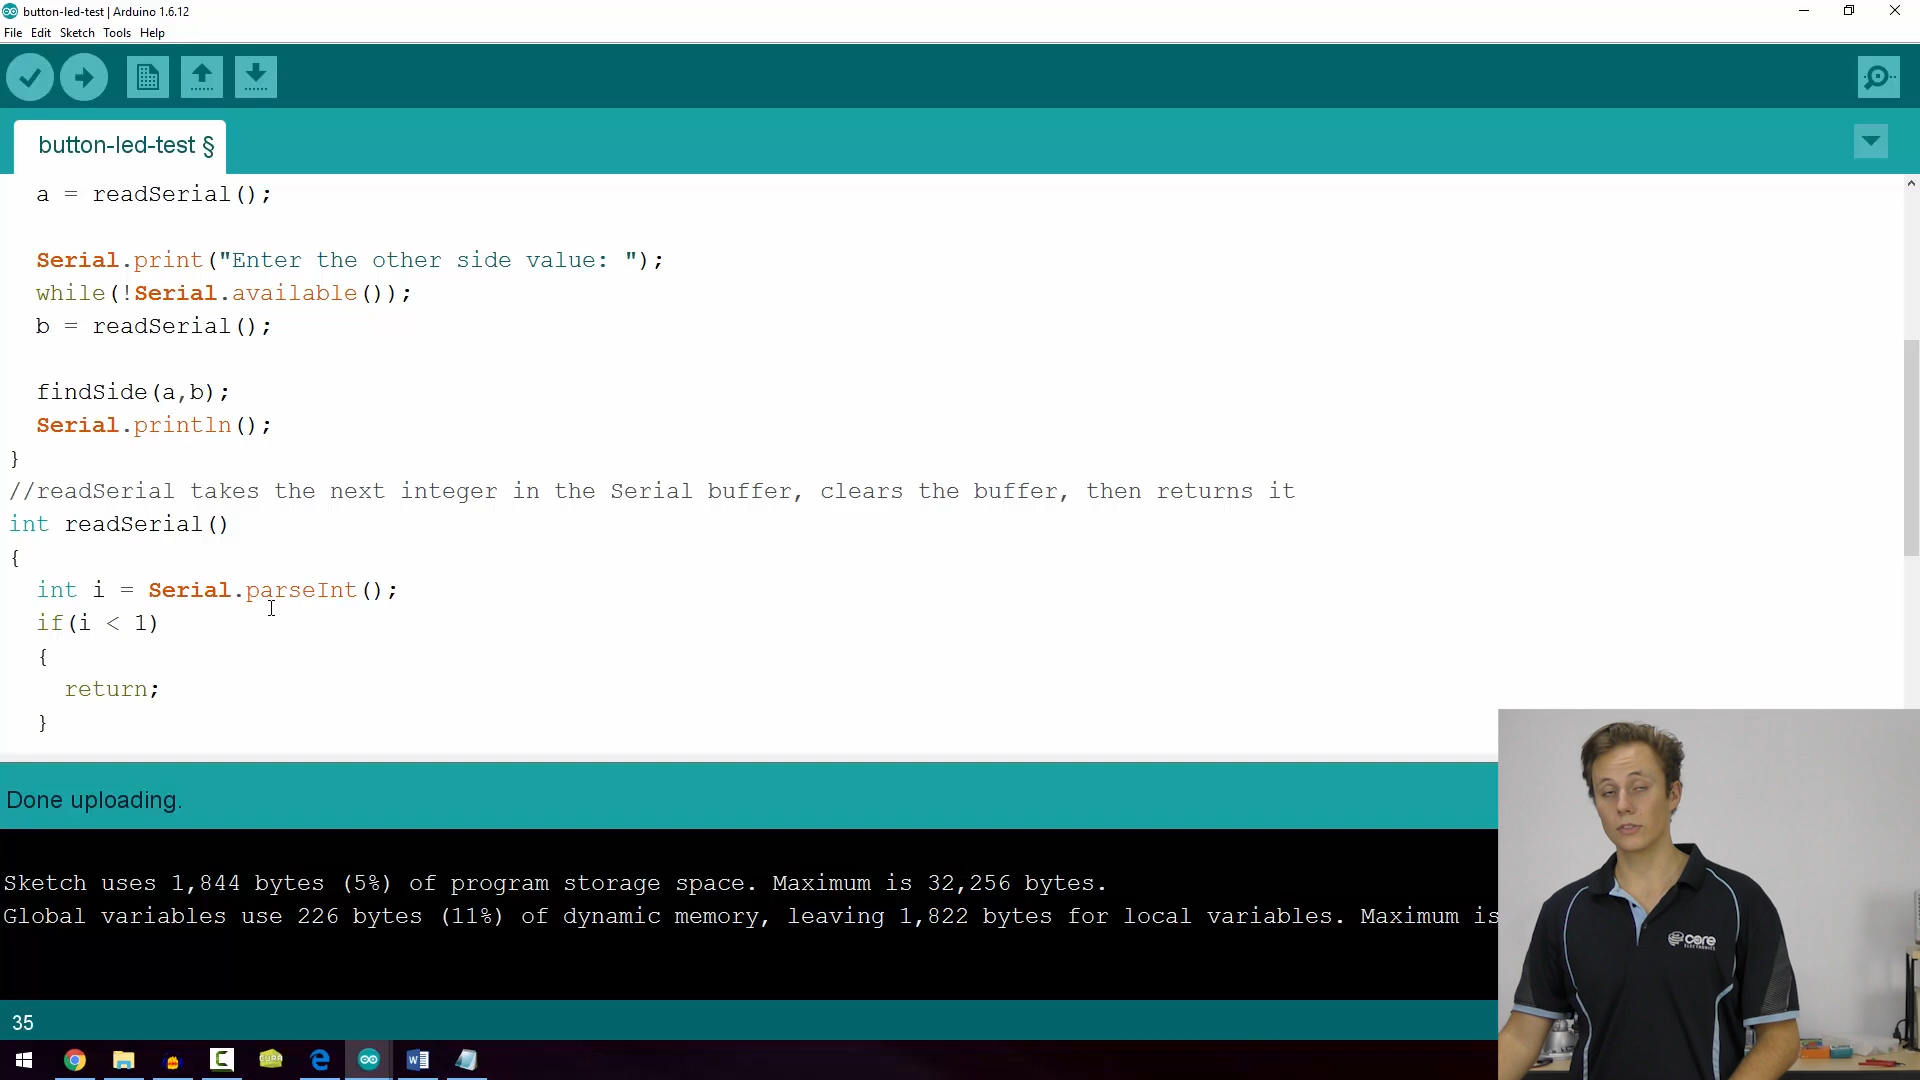 button-led-test | Arduino 1.6.12
File Edit Sketch Tools Help
button-led-test §
a = readSerial();
Serial.print("Enter the other side value: ");
while(!Serial.available());
b = readSerial();
findSide(a,b);
Serial.println();
}
//readSerial takes the next integer in the Serial buffer, clears the buffer, then returns it
int readSerial()
{
int i = Serial.parseInt();
if(i < 1)
{
return;
}
Done uploading.
Sketch uses 1,844 bytes (5%) of program storage space. Maximum is 32,256 bytes.
Global variables use 226 bytes (11%) of dynamic memory, leaving 1,822 bytes for local variables. Maximum is
core
ELECTRONICS
35
CURA